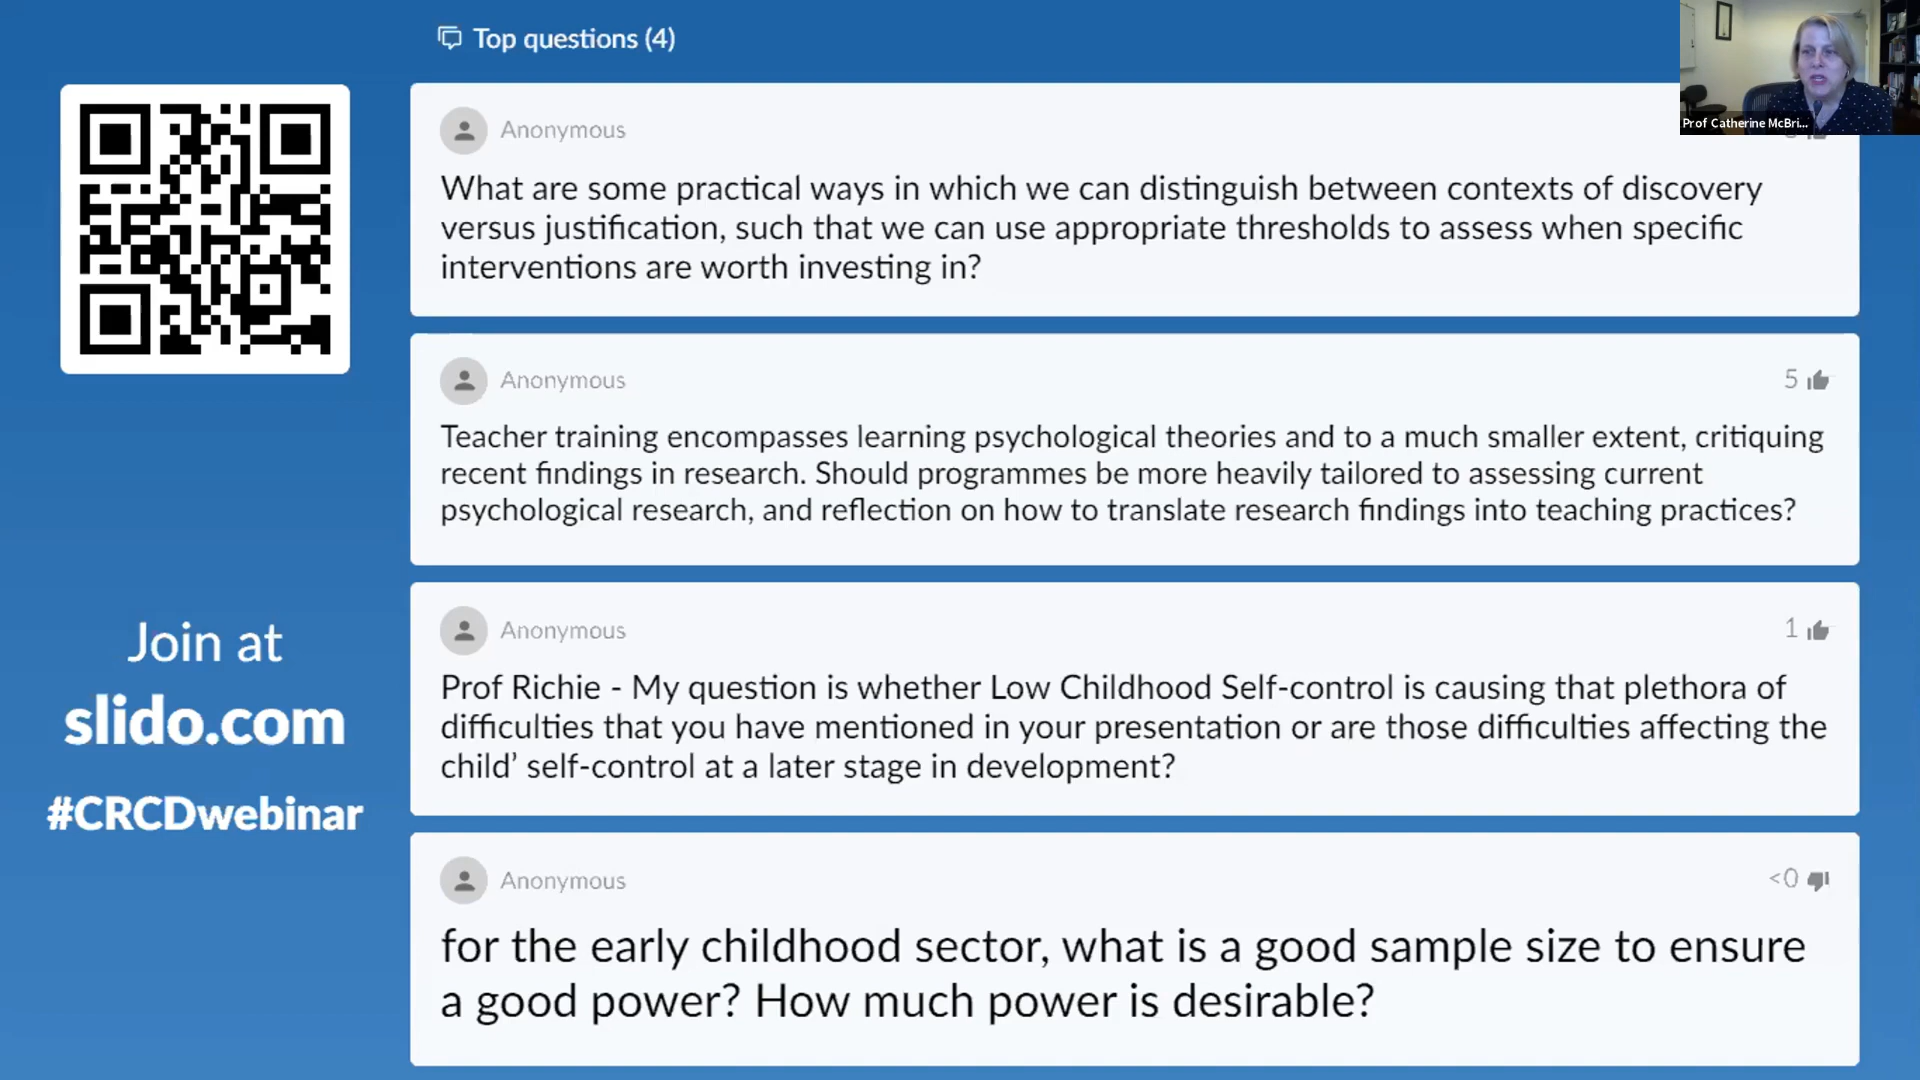 Top questions (4)
Prof Catherine McBri...
Anonymous
What are some practical ways in which we can distinguish between contexts of discovery
versus justification, such that we can use appropriate thresholds to assess when specific
interventions are worth investing in?
Anonymous
5
Teacher training encompasses learning psychological theories and to a much smaller extent, critiquing
recent findings in research. Should programmes be more heavily tailored to assessing current
psychological research, and reflection on how to translate research findings into teaching practices?
Anonymous
1
Prof Richie - My question is whether Low Childhood Self-control is causing that plethora of
difficulties that you have mentioned in your presentation or are those difficulties affecting the
child’ self-control at a later stage in development?
Anonymous
<0
for the early childhood sector, what is a good sample size to ensure
a good power? How much power is desirable?
Join at
slido.com
#CRCDwebinar